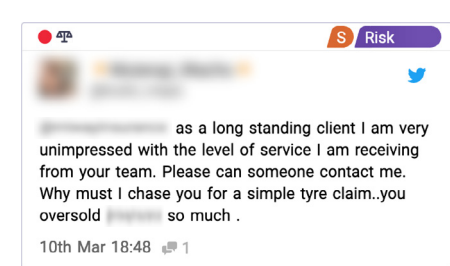 S Risk
as a long standing client I am very
unimpressed with the level of service I am receiving
from your team. Please can someone contact me.
Why must I chase you for a simple tyre claim..you
oversold so much .
10th Mar 18:48 1